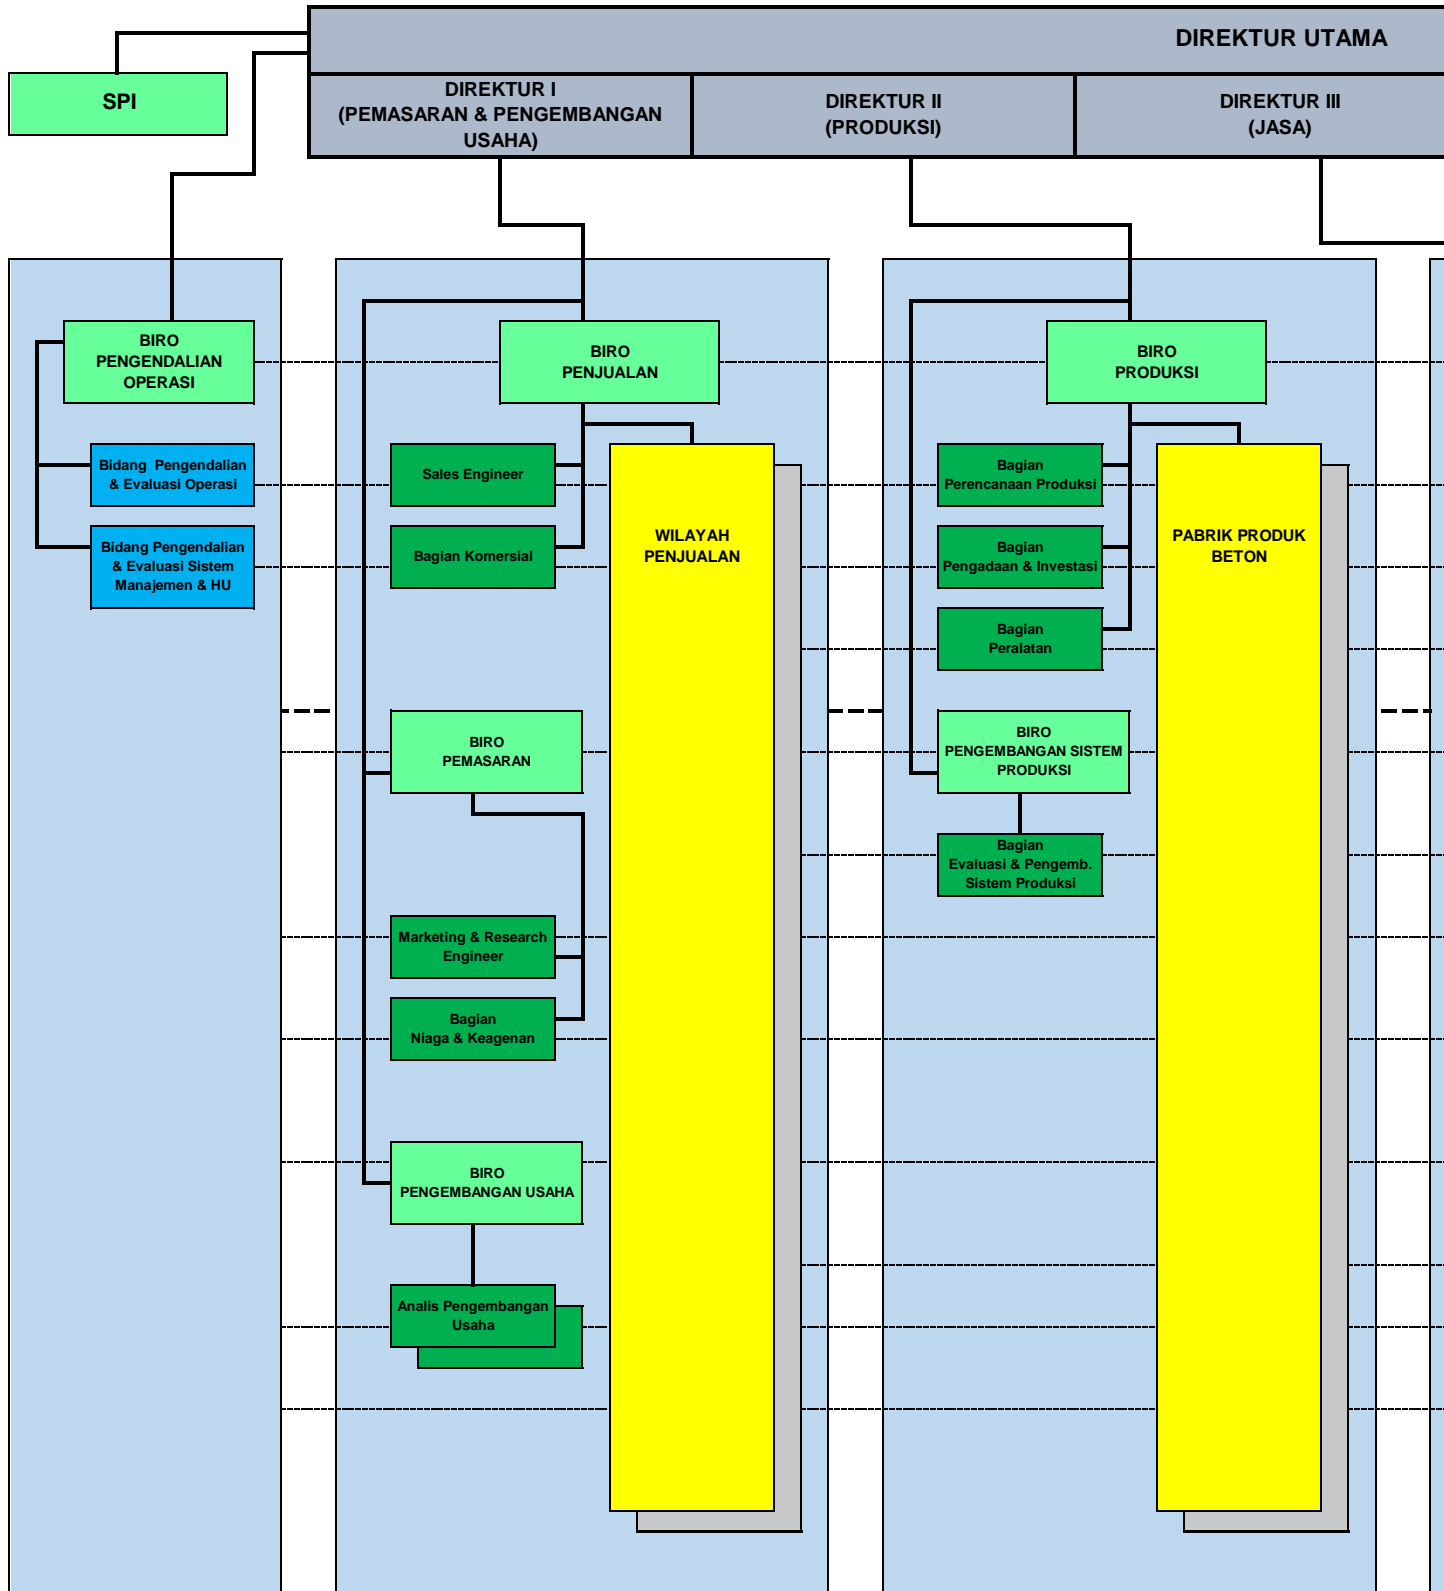 DIREKTUR UTAMA
SPI
DIREKTUR I
(PEMASARAN & PENGEMBANGAN
USAHA)
DIREKTUR II
(PRODUKSI)
DIREKTUR III
(JASA)
BIRO
PENGENDALIAN
OPERASI
Bidang Pengendalian
& Evaluasi Operasi
Bidang Pengendalian
& Evaluasi Sistem
Manajemen & HU
BIRO
PENJUALAN
Sales Engineer
Bagian Komersial
WILAYAH
PENJUALAN
BIRO
PEMASARAN
Marketing & Research
Engineer
Bagian
Niaga & Keagenan
BIRO
PENGEMBANGAN USAHA
Analis Pengembangan
Usaha
BIRO
PRODUKSI
Bagian
Perencanaan Produksi
Bagian
Pengadaan & Investasi
Bagian
Peralatan
PABRIK PRODUK
BETON
BIRO
PENGEMBANGAN SISTEM
PRODUKSI
Bagian
Evaluasi & Pengemb.
Sistem Produksi